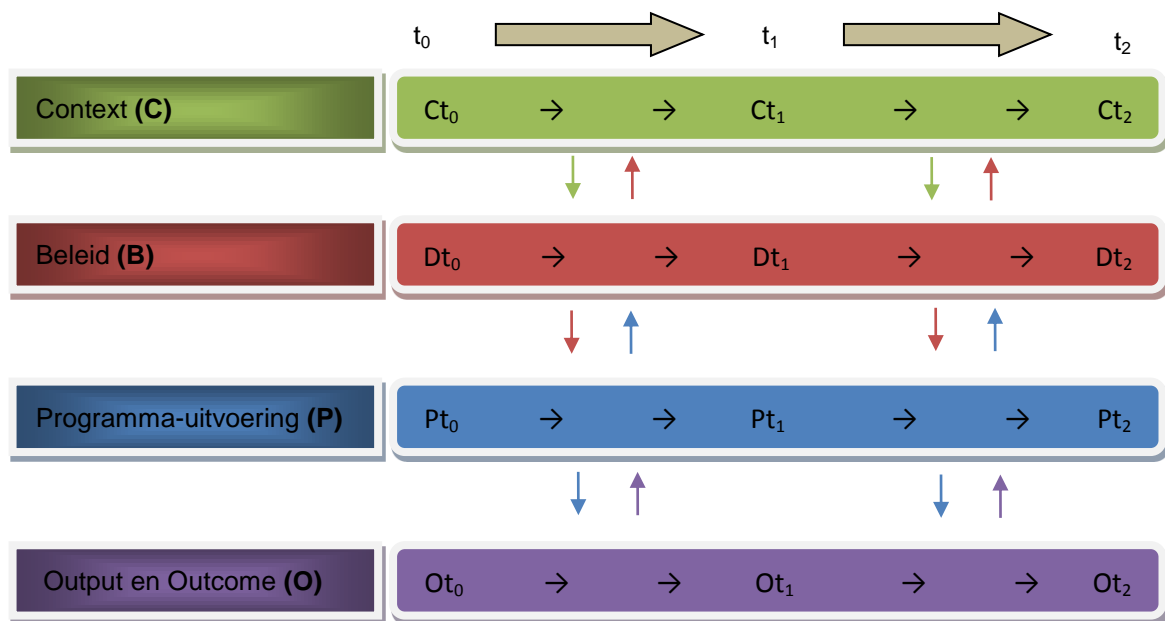 t₀ t₁ t₂
Context (C) Ct₀ → → Ct₁ → → Ct₂
Beleid (B) Dt₀ → → Dt₁ → → Dt₂
Programma-uitvoering (P) Pt₀ → → Pt₁ → → Pt₂
Output en Outcome (O) Ot₀ → → Ot₁ → → Ot₂